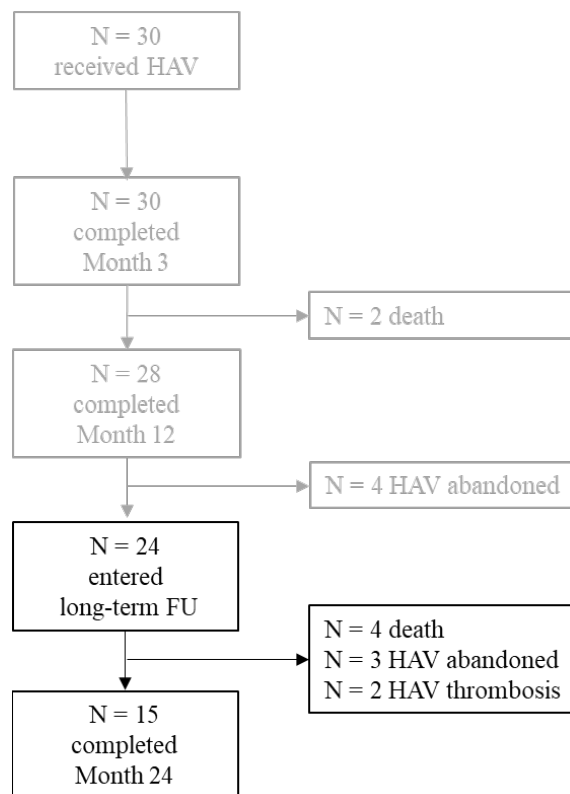 N = 30
received HAV
N = 30
completed
Month 3
N = 2 death
N = 28
completed
Month 12
N = 4 HAV abandoned
N = 24
entered
long-term FU
N = 4 death
N = 3 HAV abandoned
N = 2 HAV thrombosis
N = 15
completed
Month 24